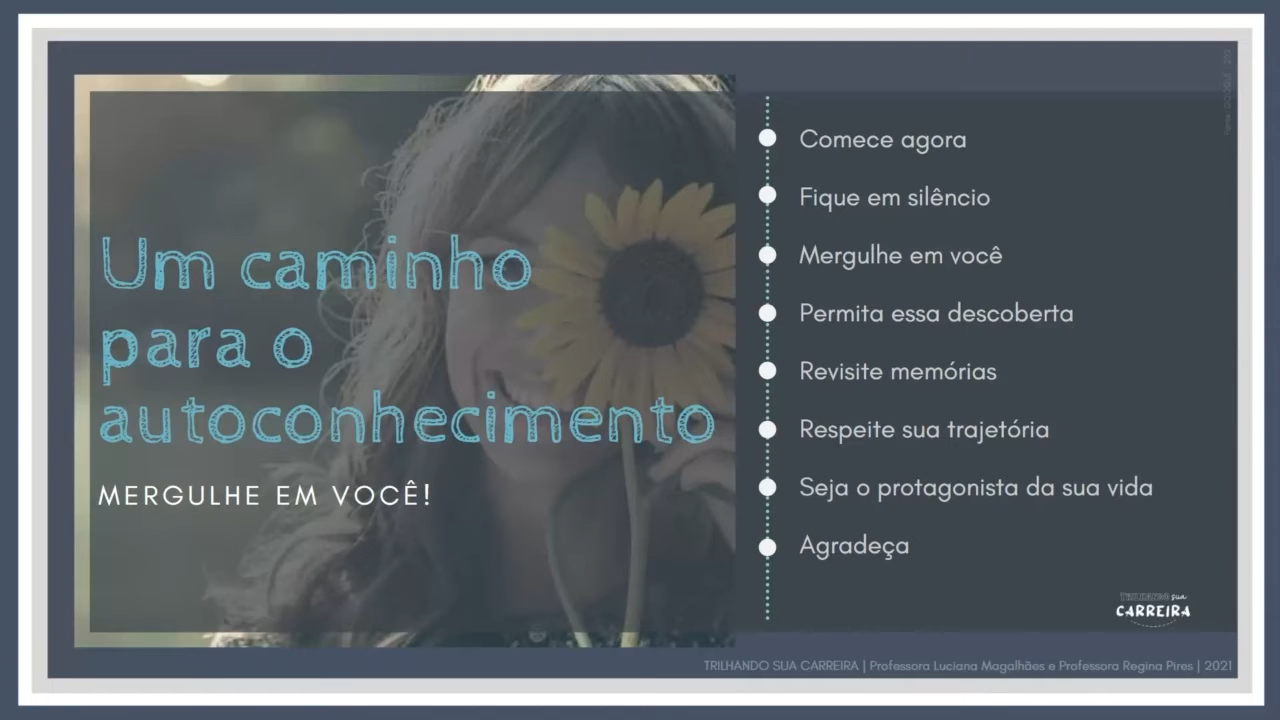 Um caminho
para o
autoconhecimento
MERGULHE EM VOCÊ!
Comece agora
Fique em silêncio
Mergulhe em você
Permita essa descoberta
Revisite memórias
Respeite sua trajetória
Seja o protagonista da sua vida
Agradeça
TRILHANDO sua
CARREIRA
TRILHANDO SUA CARREIRA | Professora Luciana Magalhães e Professora Regina Pires | 2021